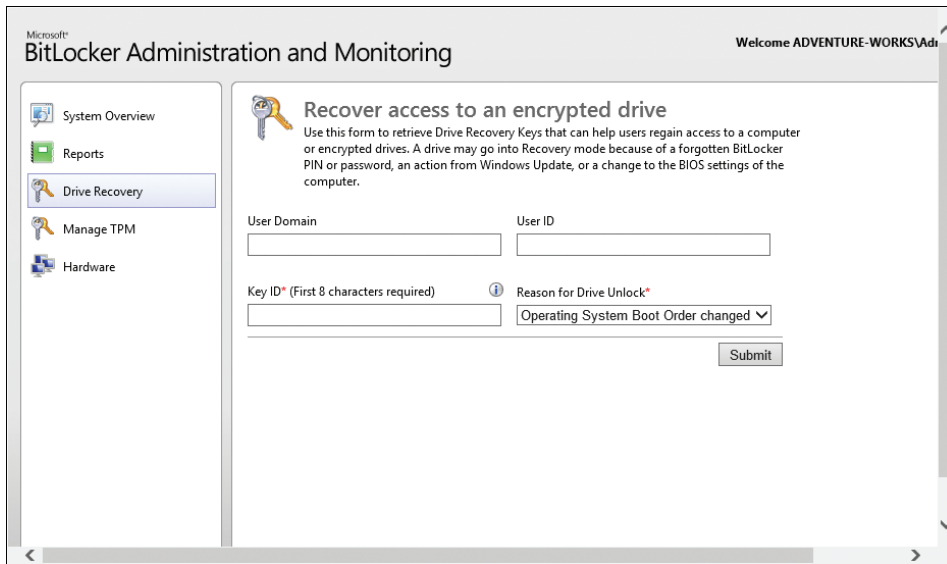 Microsoft®
BitLocker Administration and Monitoring
Welcome ADVENTURE-WORKS\Adr
System Overview
Reports
Drive Recovery
Manage TPM
Hardware
Recover access to an encrypted drive
Use this form to retrieve Drive Recovery Keys that can help users regain access to a computer
or encrypted drives. A drive may go into Recovery mode because of a forgotten BitLocker
PIN or password, an action from Windows Update, or a change to the BIOS settings of the
computer.
User Domain
User ID
Key ID* (First 8 characters required)
Reason for Drive Unlock*
Operating System Boot Order changed
Submit